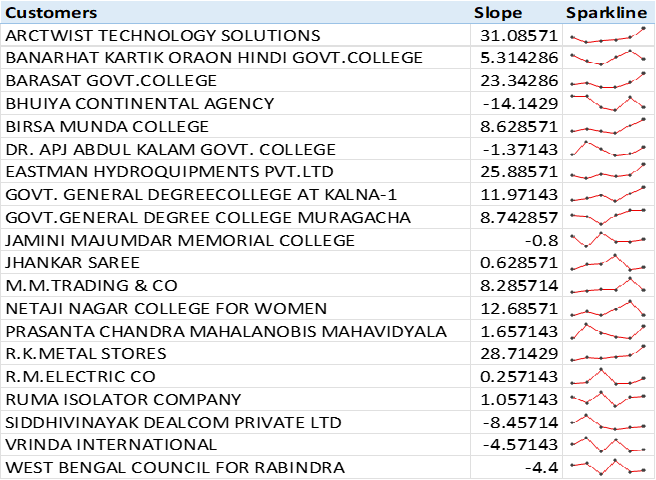 Customers Slope Sparkline
ARCTWIST TECHNOLOGY SOLUTIONS 31.08571
BANARHAT KARTIK ORAON HINDI GOVT.COLLEGE 5.314286
BARASAT GOVT.COLLEGE 23.34286
BHUIYA CONTINENTAL AGENCY -14.1429
BIRSA MUNDA COLLEGE 8.628571
DR. APJ ABDUL KALAM GOVT. COLLEGE -1.37143
EASTMAN HYDROQUIPMENTS PVT.LTD 25.88571
GOVT. GENERAL DEGREECOLLEGE AT KALNA-1 11.97143
GOVT.GENERAL DEGREE COLLEGE MURAGACHA 8.742857
JAMINI MAJUMDAR MEMORIAL COLLEGE -0.8
JHANKAR SAREE 0.628571
M.M.TRADING & CO 8.285714
NETAJI NAGAR COLLEGE FOR WOMEN 12.68571
PRASANTA CHANDRA MAHALANOBIS MAHAVIDYALA 1.657143
R.K.METAL STORES 28.71429
R.M.ELECTRIC CO 0.257143
RUMA ISOLATOR COMPANY 1.057143
SIDDHIVINAYAK DEALCOM PRIVATE LTD -8.45714
VRINDA INTERNATIONAL -4.57143
WEST BENGAL COUNCIL FOR RABINDRA -4.4